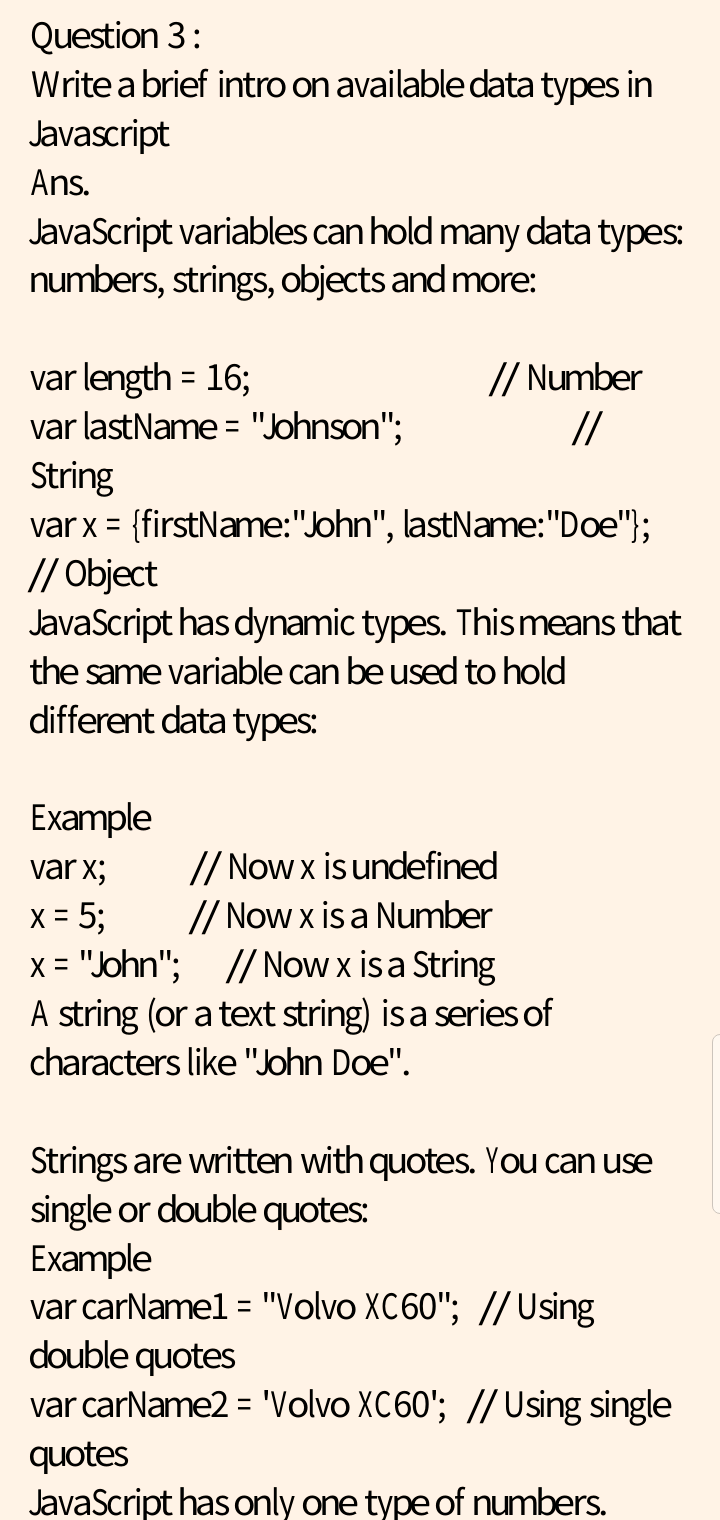 Question 3 :
Write a brief intro on available data types in
Javascript
Ans.
JavaScript variables can hold many data types:
numbers, strings, objects and more:
var length = 16; // Number
var lastName = "Johnson"; //
String
var x = {firstName:"John", lastName:"Doe"};
// Object
JavaScript has dynamic types. This means that
the same variable can be used to hold
different data types:
Example
var x; // Now x is undefined
x = 5; // Now x is a Number
x = "John"; // Now x is a String
A string (or a text string) is a series of
characters like "John Doe".
Strings are written with quotes. You can use
single or double quotes:
Example
var carName1 = "Volvo XC60"; // Using
double quotes
var carName2 = 'Volvo XC60'; // Using single
quotes
JavaScript has only one type of numbers.